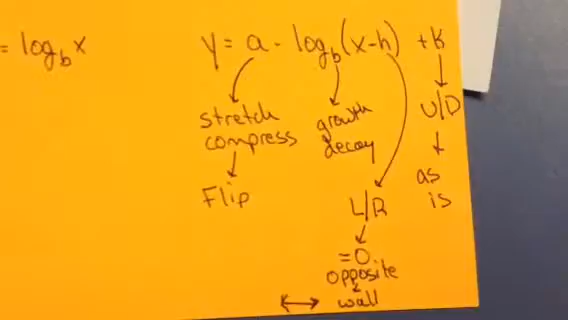 = log_b x
y = a · log_b(x-h) + k
stretch
compress
Flip
growth
decay
L/R
= 0
opposite
wall
U/D
as
is